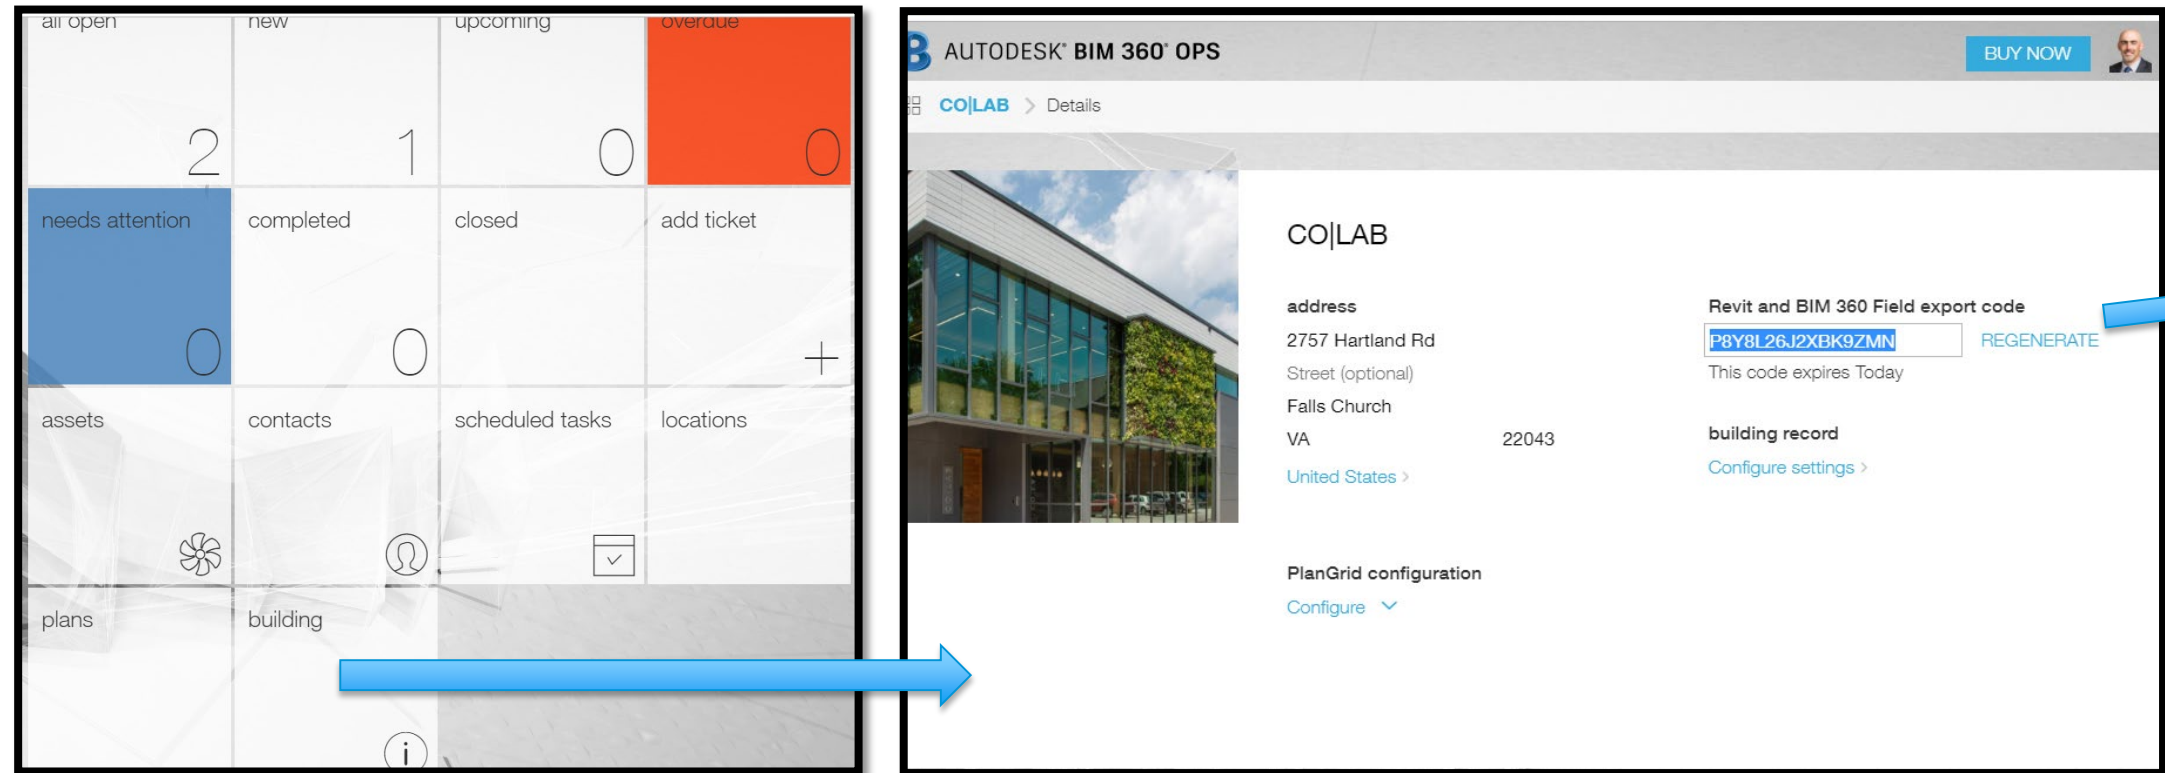 all open
new
upcoming
overdue
2
1
0
0
needs attention
completed
closed
add ticket
0
0
assets
contacts
scheduled tasks
locations
plans
building
i
AUTODESK® BIM 360® OPS
BUY NOW
CO|LAB > Details
CO|LAB
address
2757 Hartland Rd
Street (optional)
Falls Church
VA 22043
United States >
Revit and BIM 360 Field export code
P8Y8L26J2XBK9ZMN REGENERATE
This code expires Today
building record
Configure settings >
PlanGrid configuration
Configure